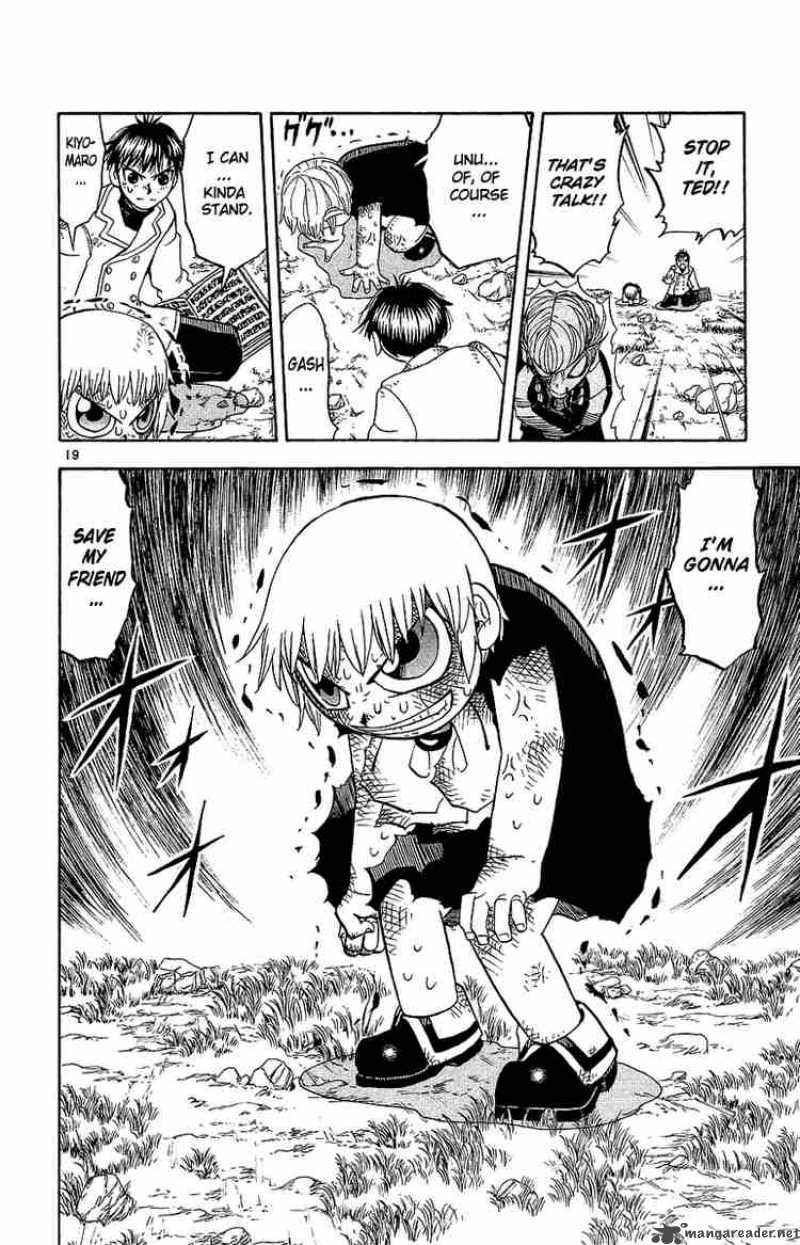 STOP
IT,
TED!!
THAT'S
CRAZY
TALK!!
グググ...
UNU...
OF, OF
COURSE
...
GASH
...
I CAN
...
KINDA
STAND.
KIYO-
MARO
...
19
I'M
GONNA
...
SAVE
MY
FRIEND
...
mangareader.net